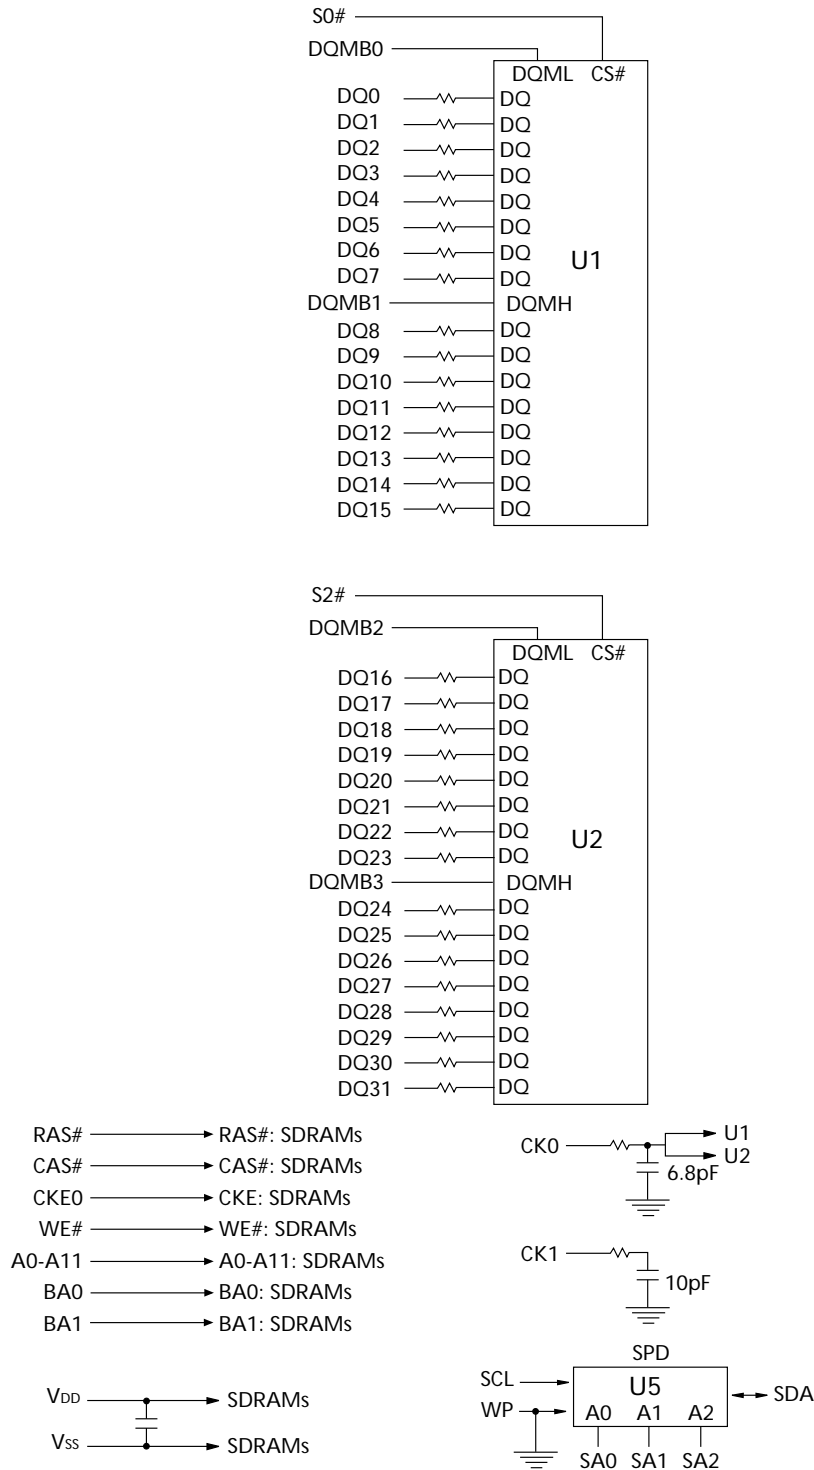 S0#
DQMB0
DQML CS#
DQ0 DQ
DQ1 DQ
DQ2 DQ
DQ3 DQ
DQ4 DQ
DQ5 DQ
DQ6 DQ
U1
DQ7 DQ
DQMB1 DQMH
DQ8 DQ
DQ9 DQ
DQ10 DQ
DQ11 DQ
DQ12 DQ
DQ13 DQ
DQ14 DQ
DQ15 DQ
S2#
DQMB2
DQML CS#
DQ16 DQ
DQ17 DQ
DQ18 DQ
DQ19 DQ
DQ20 DQ
DQ21 DQ
DQ22 DQ
U2
DQ23 DQ
DQMB3 DQMH
DQ24 DQ
DQ25 DQ
DQ26 DQ
DQ27 DQ
DQ28 DQ
DQ29 DQ
DQ30 DQ
DQ31 DQ
RAS# RAS#: SDRAMs
CAS# CAS#: SDRAMs
CKE0 CKE: SDRAMs
WE# WE#: SDRAMs
A0-A11 A0-A11: SDRAMs
BA0 BA0: SDRAMs
BA1 BA1: SDRAMs
VDD SDRAMs
VSS SDRAMs
CK0 U1
U2
6.8pF
CK1
10pF
SPD
SCL U5 SDA
WP A0 A1 A2
SA0 SA1 SA2